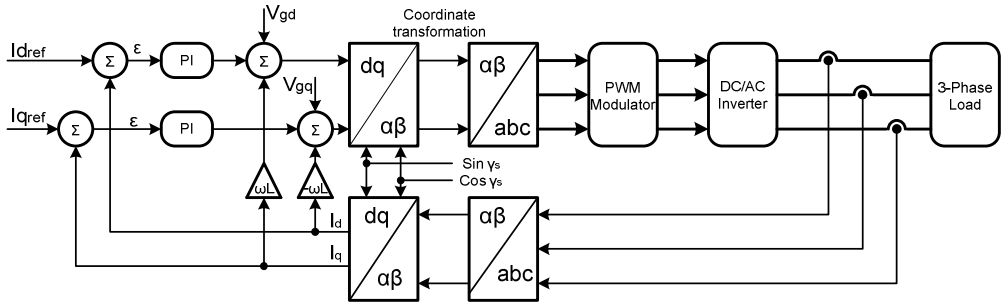 Vgd
Coordinate
transformation
Idref
Σ
ε
PI
Σ
dq
αβ
αβ
abc
PWM
Modulator
DC/AC
Inverter
3-Phase
Load
Vgq
Iqref
Σ
ε
PI
Σ
Sin γs
Cos γs
ωL
-ωL
Id
Iq
dq
αβ
αβ
abc